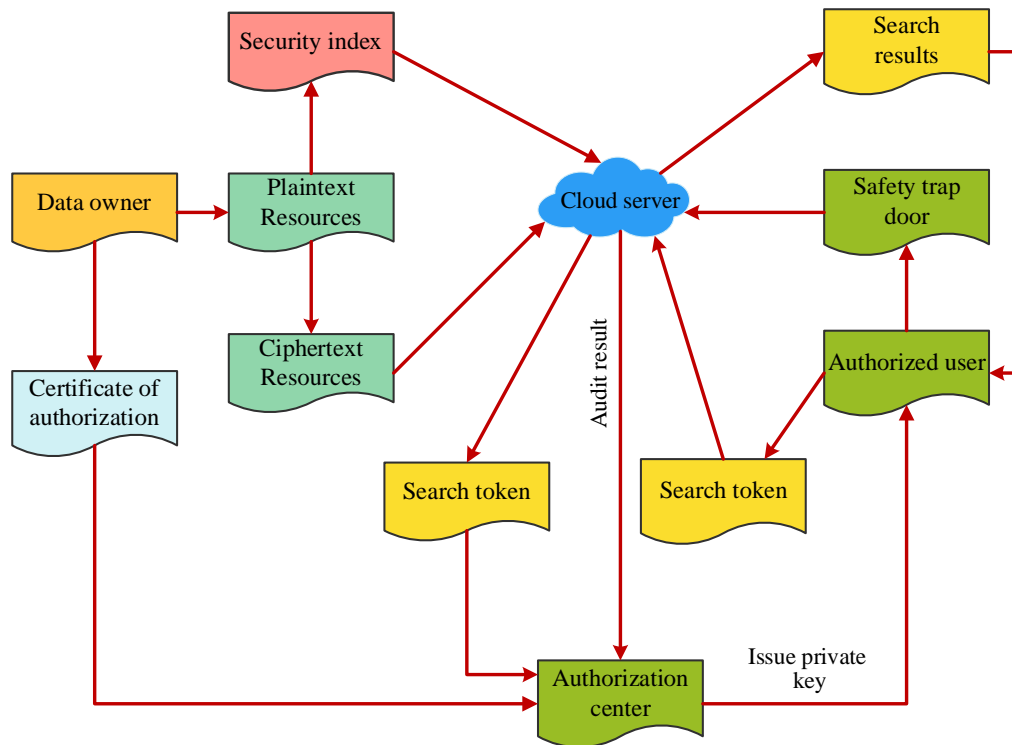 Security index
Search
results
Data owner
Plaintext
Resources
Cloud server
Safety trap
door
Ciphertext
Resources
Audit result
Authorized user
Certificate of
authorization
Search token
Search token
Issue private
key
Authorization
center